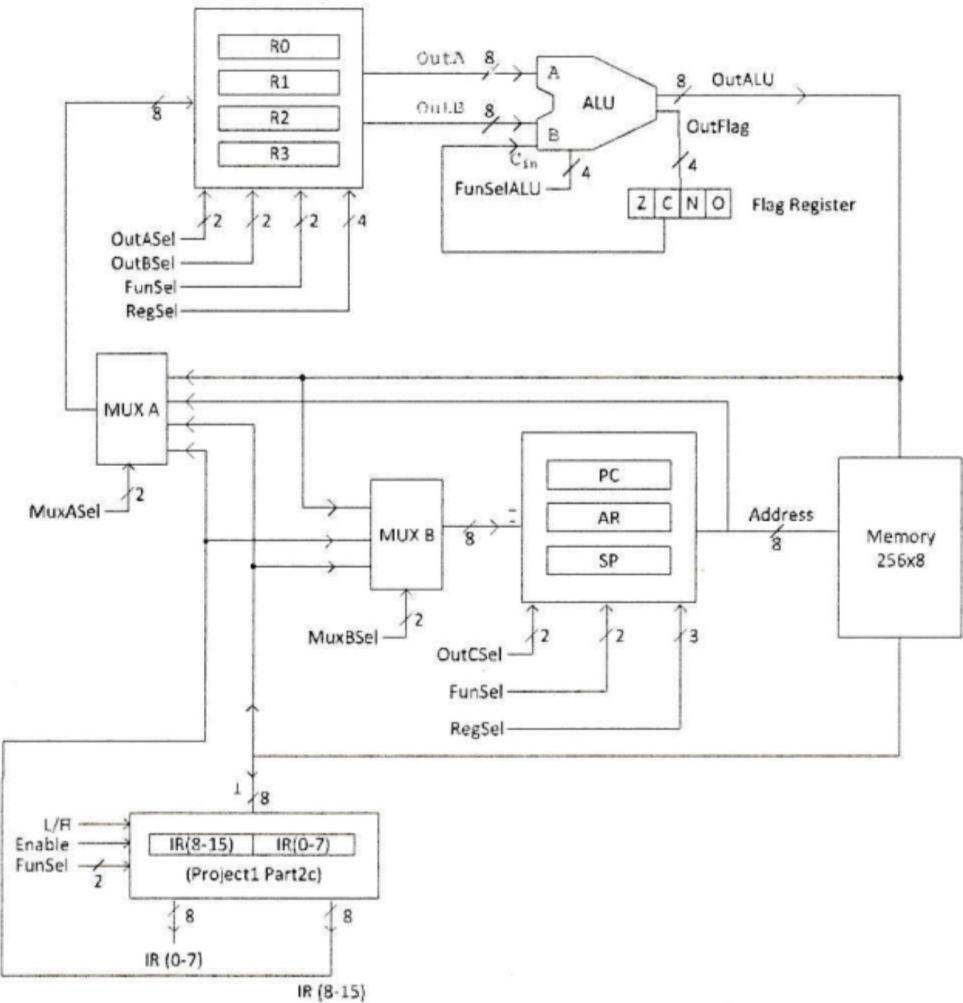 R0
R1
R2
R3
8
2
2
2
4
OutASel
OutBSel
FunSel
RegSel
OutA
8
OutB
8
Cin
A
B
ALU
FunSelALU
4
8
OutALU
OutFlag
4
Z C N O
Flag Register
MUX A
MuxASel
2
MUX B
8
MuxBSel
2
PC
AR
SP
OutCSel
2
FunSel
2
RegSel
3
Address
8
Memory
256x8
8
L/H
Enable
FunSel
2
IR(8-15) IR(0-7)
(Project1 Part2c)
8
8
IR (0-7)
IR (8-15)